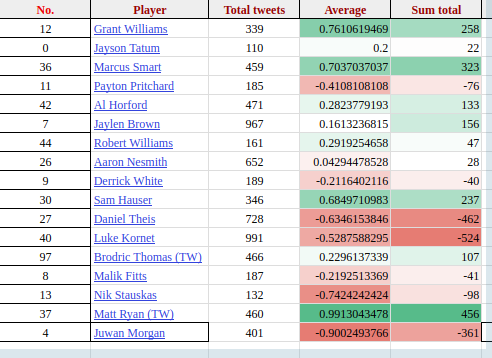 No. Player Total tweets Average Sum total
12 Grant Williams 339 0.7610619469 258
0 Jayson Tatum 110 0.2 22
36 Marcus Smart 459 0.7037037037 323
11 Payton Pritchard 185 -0.4108108108 -76
42 Al Horford 471 0.2823779193 133
7 Jaylen Brown 967 0.1613236815 156
44 Robert Williams 161 0.2919254658 47
26 Aaron Nesmith 652 0.04294478528 28
9 Derrick White 189 -0.2116402116 -40
30 Sam Hauser 346 0.6849710983 237
27 Daniel Theis 728 -0.6346153846 -462
40 Luke Kornet 991 -0.5287588295 -524
97 Brodric Thomas (TW) 466 0.2296137339 107
8 Malik Fitts 187 -0.2192513369 -41
13 Nik Stauskas 132 -0.7424242424 -98
37 Matt Ryan (TW) 460 0.9913043478 456
4 Juwan Morgan 401 -0.9002493766 -361